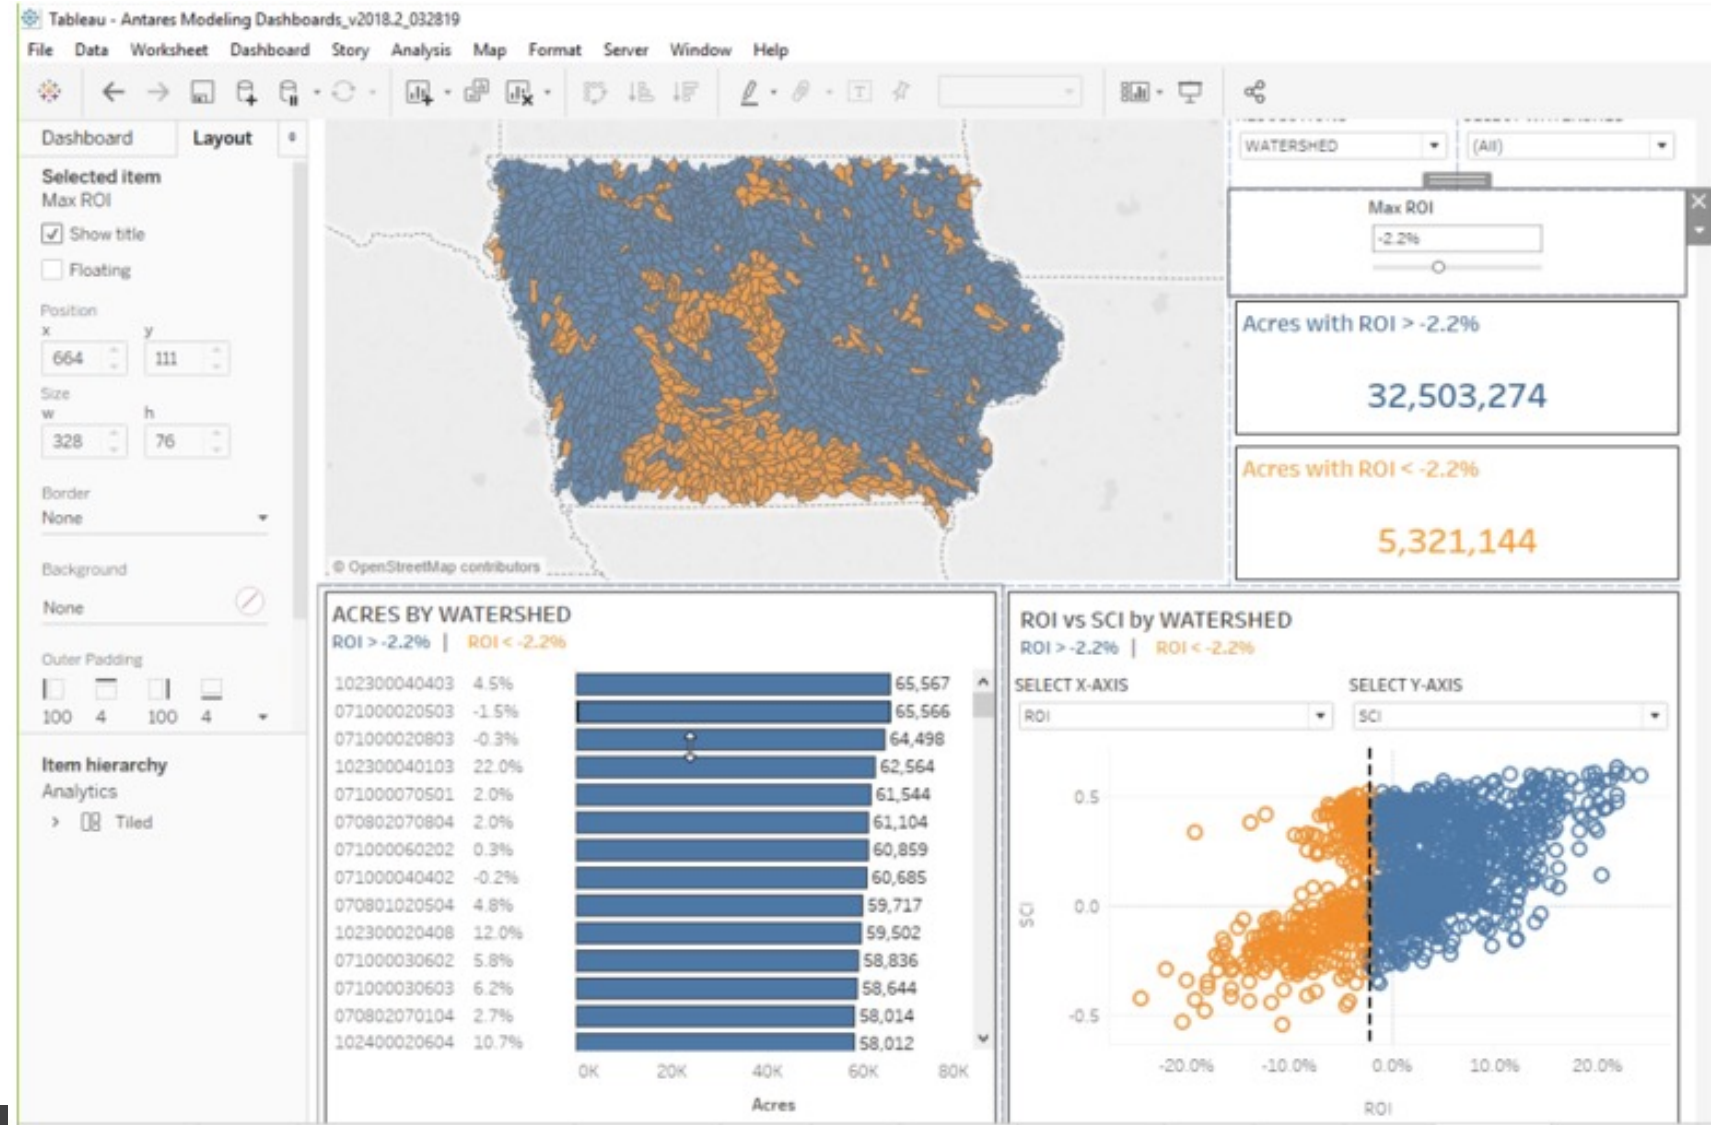 Tableau - Antares Modeling Dashboards_v2018.2_032819
File Data Worksheet Dashboard Story Analysis Map Format Server Window Help
Dashboard Layout
Selected item
Max ROI
Show title
Floating
Position
x y
664 111
Size
w h
328 76
Border
None
Background
None
Outer Padding
100 4 100 4
Item hierarchy
Analytics
Tiled
© OpenStreetMap contributors
WATERSHED (All)
Max ROI
-2.2%
Acres with ROI > -2.2%
32,503,274
Acres with ROI < -2.2%
5,321,144
ACRES BY WATERSHED
ROI > -2.2% | ROI < -2.2%
102300040403 4.5% 65,567
071000020503 -1.5% 65,566
071000020803 -0.3% 64,498
102300040103 22.0% 62,564
071000070501 2.0% 61,544
070802070804 2.0% 61,104
071000060202 0.3% 60,859
071000040402 -0.2% 60,685
070801020504 4.8% 59,717
102300020408 12.0% 59,502
071000030602 5.8% 58,836
071000030603 6.2% 58,644
070802070104 2.7% 58,014
102400020604 10.7% 58,012
0K 20K 40K 60K 80K
Acres
ROI vs SCI by WATERSHED
ROI > -2.2% | ROI < -2.2%
SELECT X-AXIS SELECT Y-AXIS
ROI SCI
0.5
0.0
-0.5
SCI
-20.0% -10.0% 0.0% 10.0% 20.0%
ROI